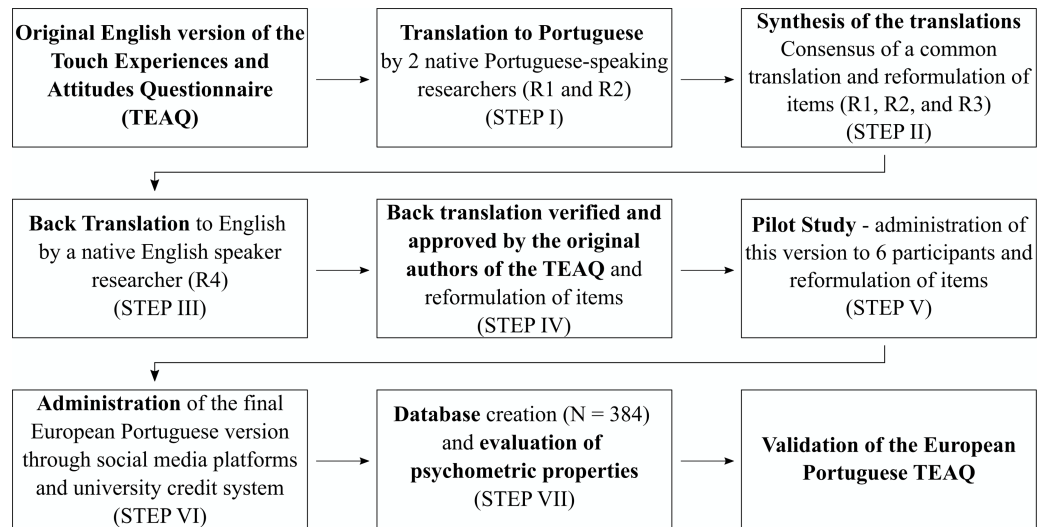 Original English version of the
Touch Experiences and
Attitudes Questionnaire
(TEAQ)
Translation to Portuguese
by 2 native Portuguese-speaking
researchers (R1 and R2)
(STEP I)
Synthesis of the translations
Consensus of a common
translation and reformulation of
items (R1, R2, and R3)
(STEP II)
Back Translation to English
by a native English speaker
researcher (R4)
(STEP III)
Back translation verified and
approved by the original
authors of the TEAQ and
reformulation of items
(STEP IV)
Pilot Study - administration of
this version to 6 participants and
reformulation of items
(STEP V)
Administration of the final
European Portuguese version
through social media platforms
and university credit system
(STEP VI)
Database creation (N = 384)
and evaluation of
psychometric properties
(STEP VII)
Validation of the European
Portuguese TEAQ